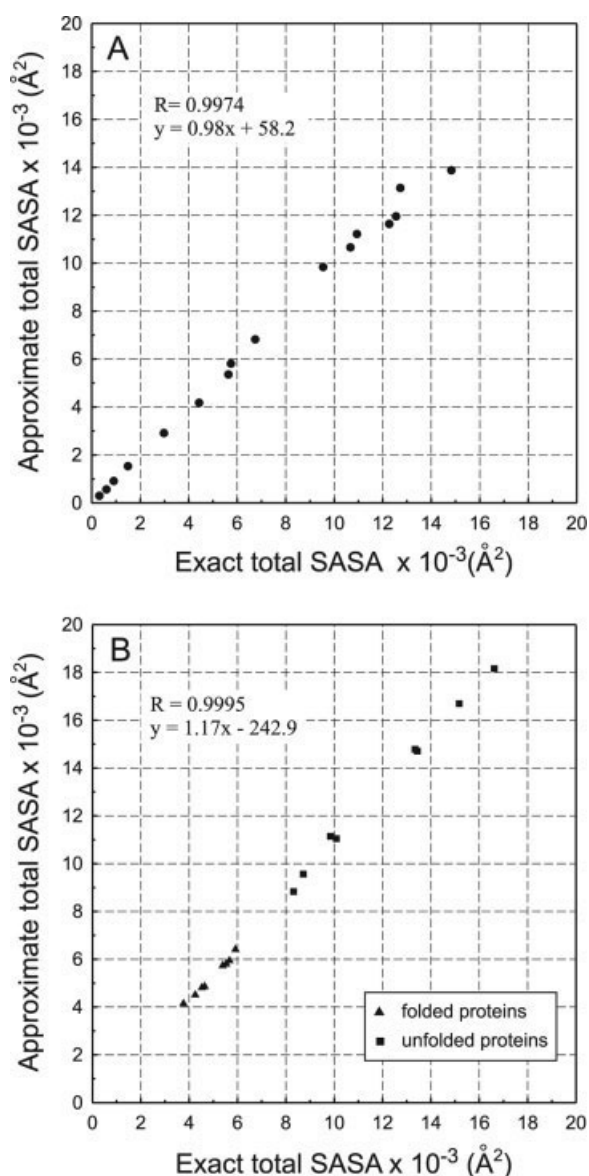 A
R= 0.9974
y = 0.98x + 58.2
Approximate total SASA x 10⁻³ (Å²)
20
18
16
14
12
10
8
6
4
2
0
0 2 4 6 8 10 12 14 16 18 20
Exact total SASA x 10⁻³(Å²)
B
R = 0.9995
y = 1.17x - 242.9
Approximate total SASA x 10⁻³ (Å²)
20
18
16
14
12
10
8
6
4
2
0
folded proteins
unfolded proteins
0 2 4 6 8 10 12 14 16 18 20
Exact total SASA x 10⁻³ (Å²)